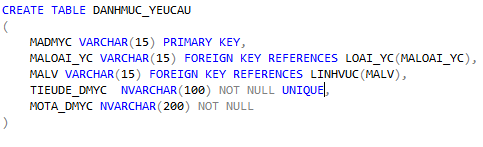 CREATE TABLE DANHMUC_YEUCAU
(
MADMYC VARCHAR(15) PRIMARY KEY,
MALOAI_YC VARCHAR(15) FOREIGN KEY REFERENCES LOAI_YC(MALOAI_YC),
MALV VARCHAR(15) FOREIGN KEY REFERENCES LINHVUC(MALV),
TIEUDE_DMYC  NVARCHAR(100) NOT NULL UNIQUE,
MOTA_DMYC NVARCHAR(200) NOT NULL
)